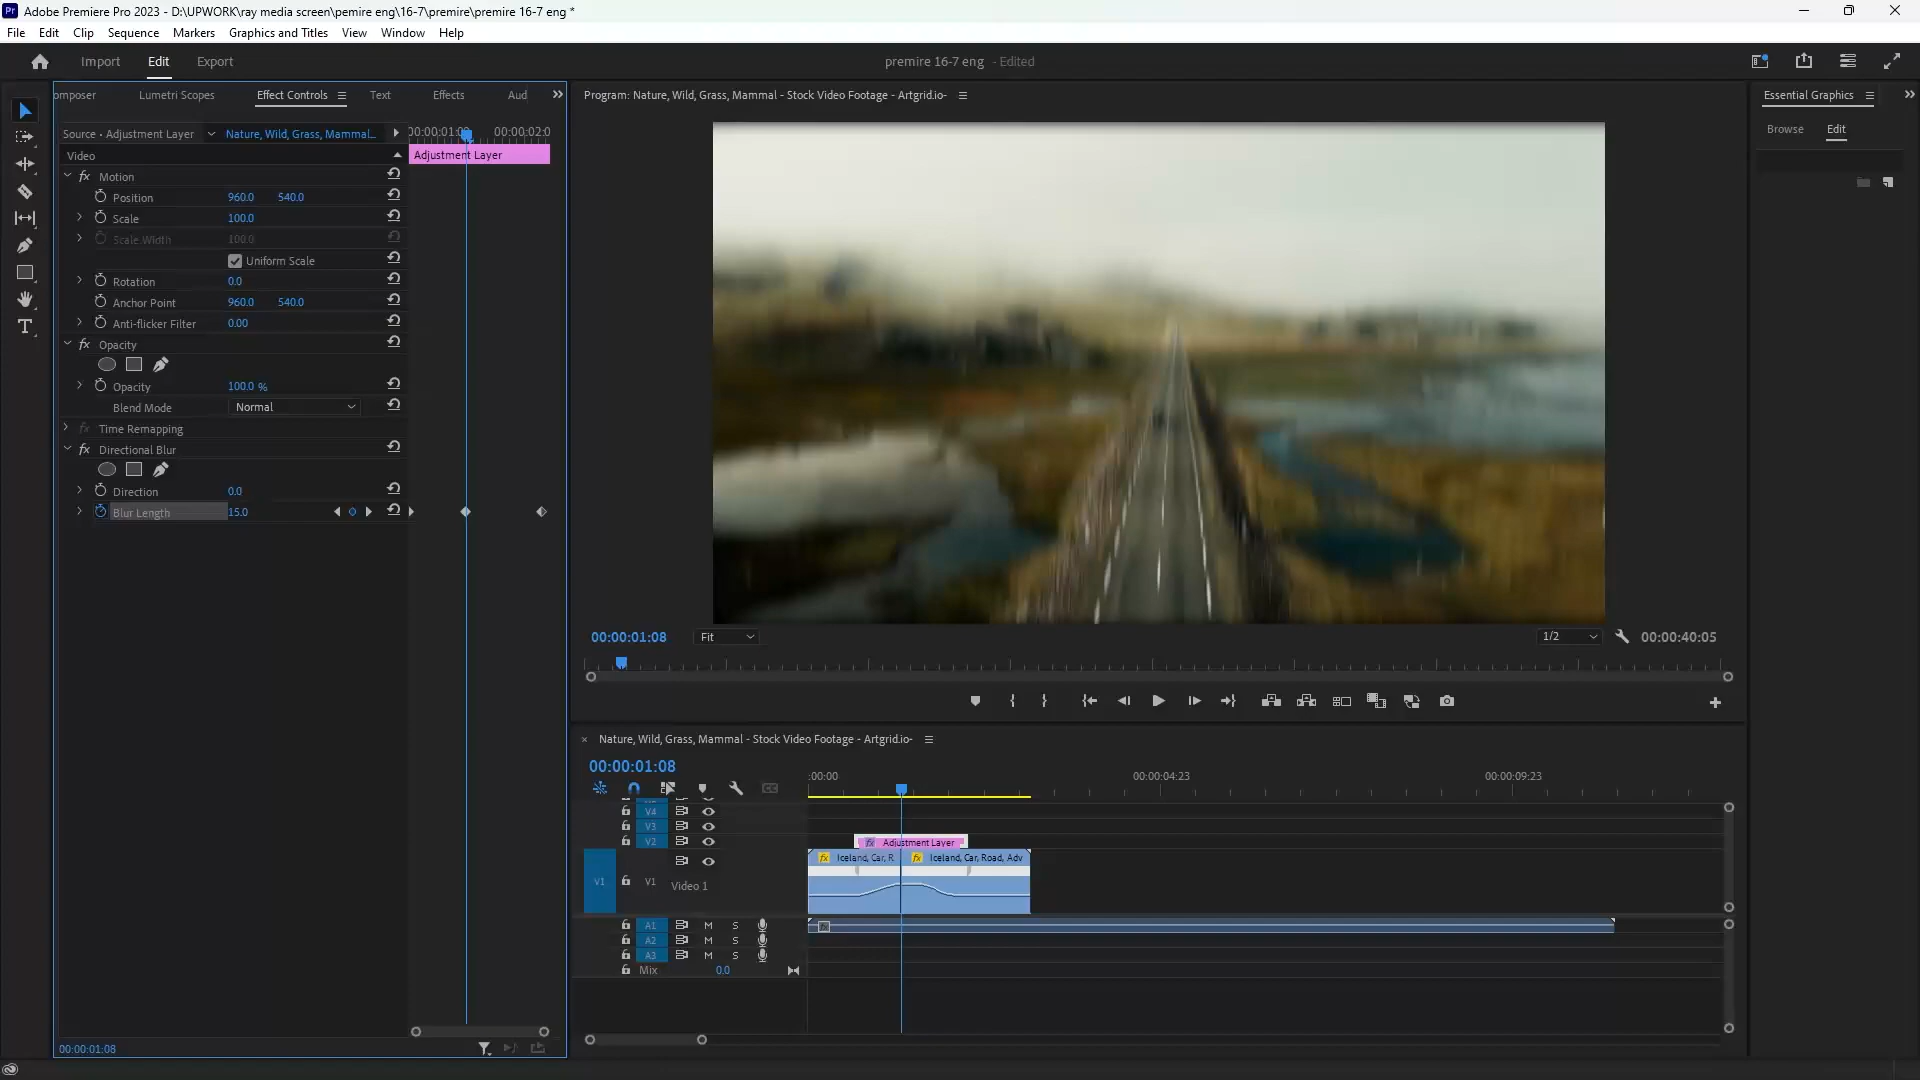 Adobe Premiere Pro 2023 - D:\UPWORK\ray media screen\pemire eng\16-7\premire\premire 16-7 eng *
File Edit Clip Sequence Markers Graphics and Titles View Window Help
Import Edit Export
premire 16-7 eng - Edited
omposer Lumetri Scopes Effect Controls Text Effects Aud
Program: Nature, Wild, Grass, Mammal - Stock Video Footage - Artgrid.io-
Essential Graphics
Browse Edit
Source • Adjustment Layer Nature, Wild, Grass, Mammal...
00:00:02:0
Video
Adjustment Layer
fx Motion
Position 960.0 540.0
Scale 100.0
Scale Width 100.0
Uniform Scale
Rotation 0.0
Anchor Point 960.0 540.0
Anti-flicker Filter 0.00
fx Opacity
Opacity 100.0 %
Blend Mode Normal
fx Time Remapping
fx Directional Blur
Direction 0.0
Blur Length 15.0
00:00:01:08 Fit 1/2 00:00:40:05
Nature, Wild, Grass, Mammal - Stock Video Footage - Artgrid.io-
00:00:01:08
:00:00 00:00:04:23 00:00:09:23
V4
V3
V2
fx Adjustment Layer
fx Iceland, Car, R fx Iceland, Car, Road, Adv
V1 V1 Video 1
A1 M S
A2 M S
A3 M S
Mix 0.0
00:00:01:08